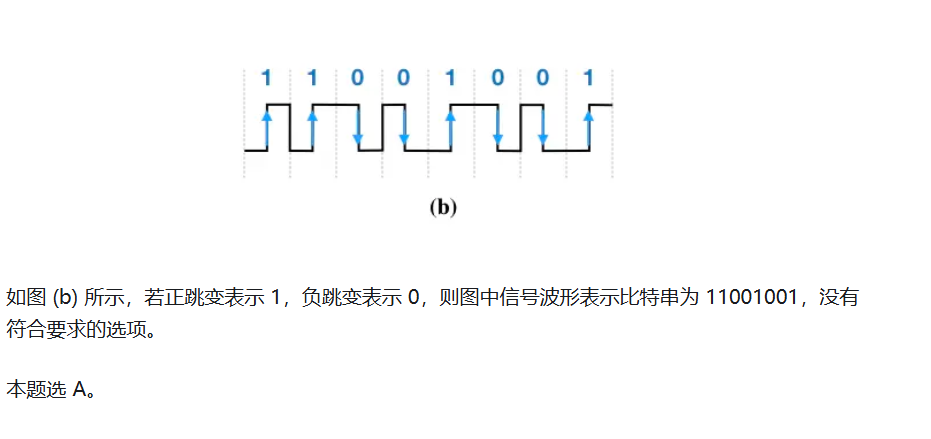 1 1 0 0 1 0 0 1
(b)
如图 (b) 所示，若正跳变表示 1，负跳变表示 0，则图中信号波形表示比特串为 11001001，没有
符合要求的选项。
本题选 A。